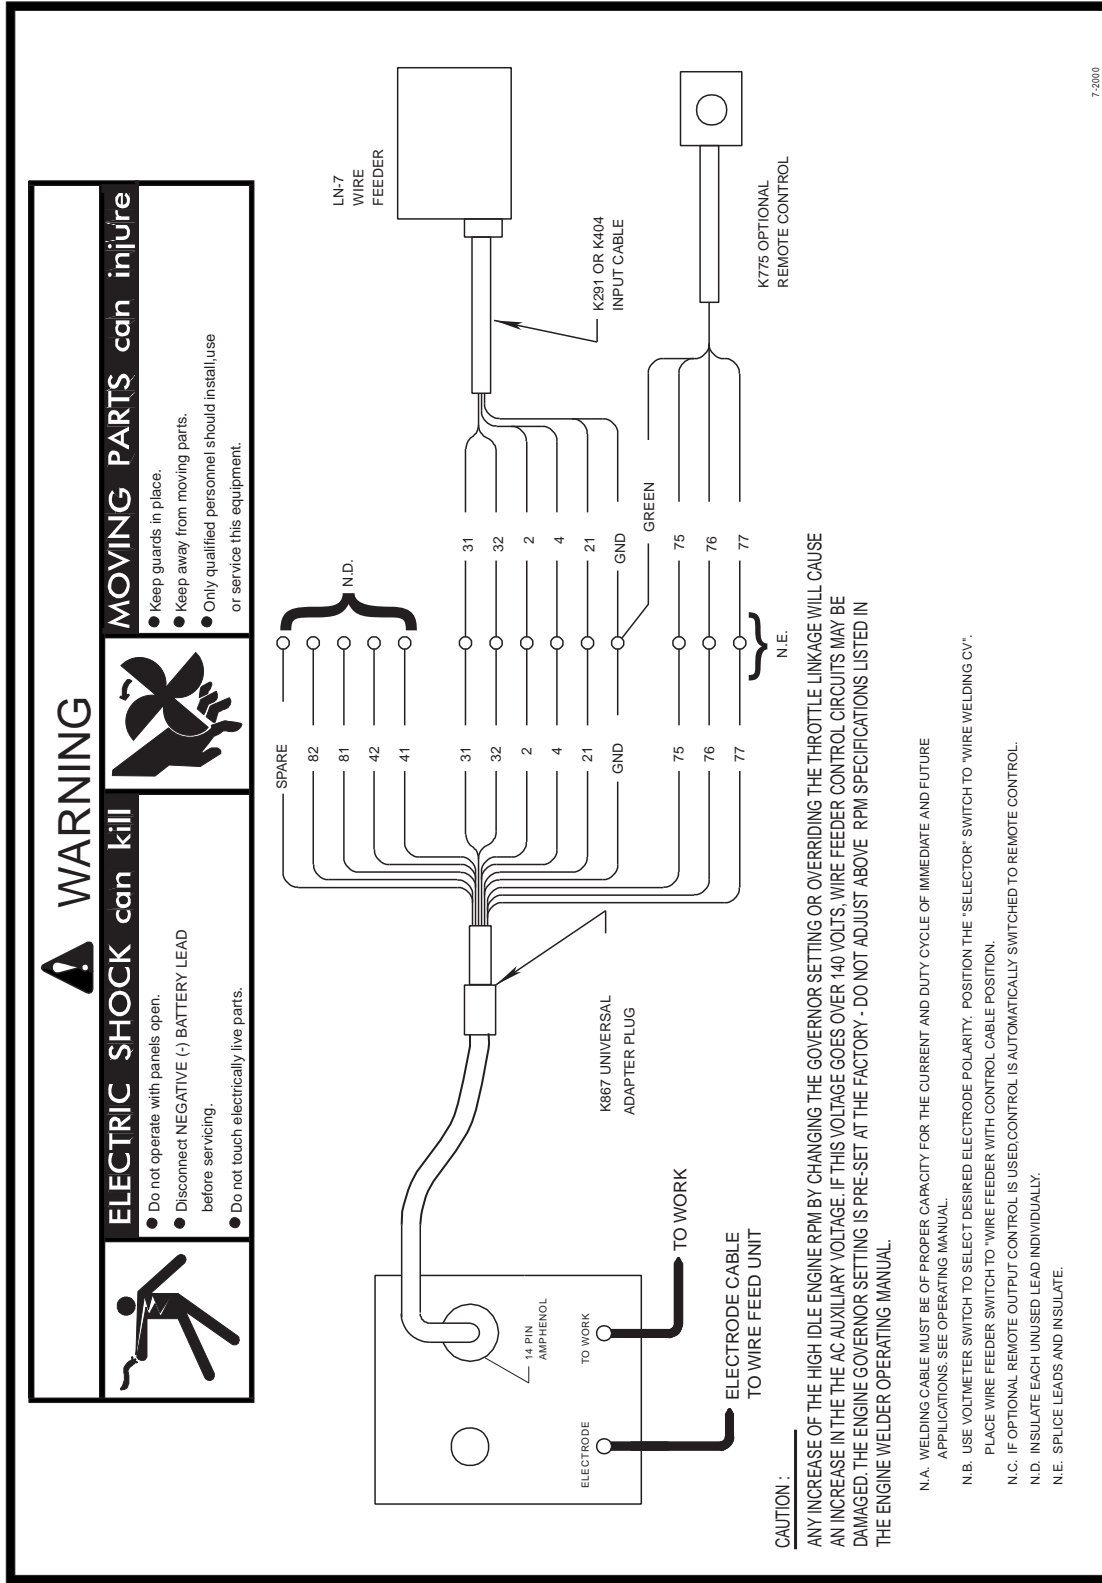 WARNING
ELECTRIC SHOCK can kill
● Do not operate with panels open.
● Disconnect NEGATIVE (-) BATTERY LEAD
before servicing.
● Do not touch electrically live parts.
MOVING PARTS can injure
● Keep guards in place.
● Keep away from moving parts.
● Only qualified personnel should install,use
or service this equipment.
ELECTRODE
TO WORK
14 PIN
AMPHENOL
TO WORK
ELECTRODE CABLE
TO WIRE FEED UNIT
K867 UNIVERSAL
ADAPTER PLUG
SPARE
82
81
42
41
31
32
2
4
21
GND
75
76
77
N.D.
N.E.
31
32
2
4
21
GND
GREEN
75
76
77
LN-7
WIRE
FEEDER
K291 OR K404
INPUT CABLE
K775 OPTIONAL
REMOTE CONTROL
CAUTION :
ANY INCREASE OF THE HIGH IDLE ENGINE RPM BY CHANGING THE GOVERNOR SETTING OR OVERRIDING THE THROTTLE LINKAGE WILL CAUSE
AN INCREASE IN THE THE AC AUXILIARY VOLTAGE. IF THIS VOLTAGE GOES OVER 140 VOLTS, WIRE FEEDER CONTROL CIRCUITS MAY BE
DAMAGED. THE ENGINE GOVERNOR SETTING IS PRE-SET AT THE FACTORY - DO NOT ADJUST ABOVE RPM SPECIFICATIONS LISTED IN
THE ENGINE WELDER OPERATING MANUAL.
N.A. WELDING CABLE MUST BE OF PROPER CAPACITY FOR THE CURRENT AND DUTY CYCLE OF IMMEDIATE AND FUTURE
APPILICATIONS. SEE OPERATING MANUAL.
N.B. USE VOLTMETER SWITCH TO SELECT DESIRED ELECTRODE POLARITY. POSITION THE "SELECTOR" SWITCH TO "WIRE WELDING CV".
PLACE WIRE FEEDER SWITCH TO "WIRE FEEDER WITH CONTROL CABLE POSITION.
N.C. IF OPTIONAL REMOTE OUTPUT CONTROL IS USED,CONTROL IS AUTOMATICALLY SWITCHED TO REMOTE CONTROL.
N.D. INSULATE EACH UNUSED LEAD INDIVIDUALLY.
N.E. SPLICE LEADS AND INSULATE.
7-2000